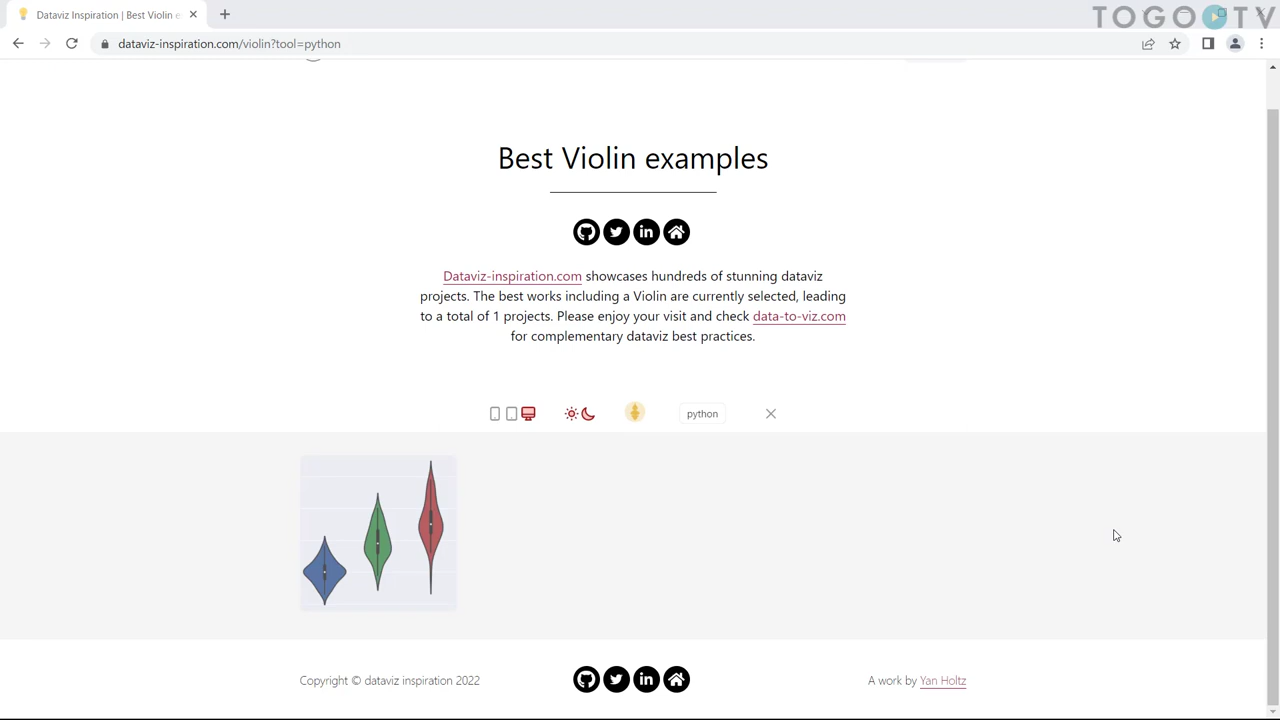 Dataviz Inspiration | Best Violin e
TOGO TV
dataviz-inspiration.com/violin?tool=python
Best Violin examples
Dataviz-inspiration.com showcases hundreds of stunning dataviz
projects. The best works including a Violin are currently selected, leading
to a total of 1 projects. Please enjoy your visit and check data-to-viz.com
for complementary dataviz best practices.
python
Copyright © dataviz inspiration 2022
A work by Yan Holtz